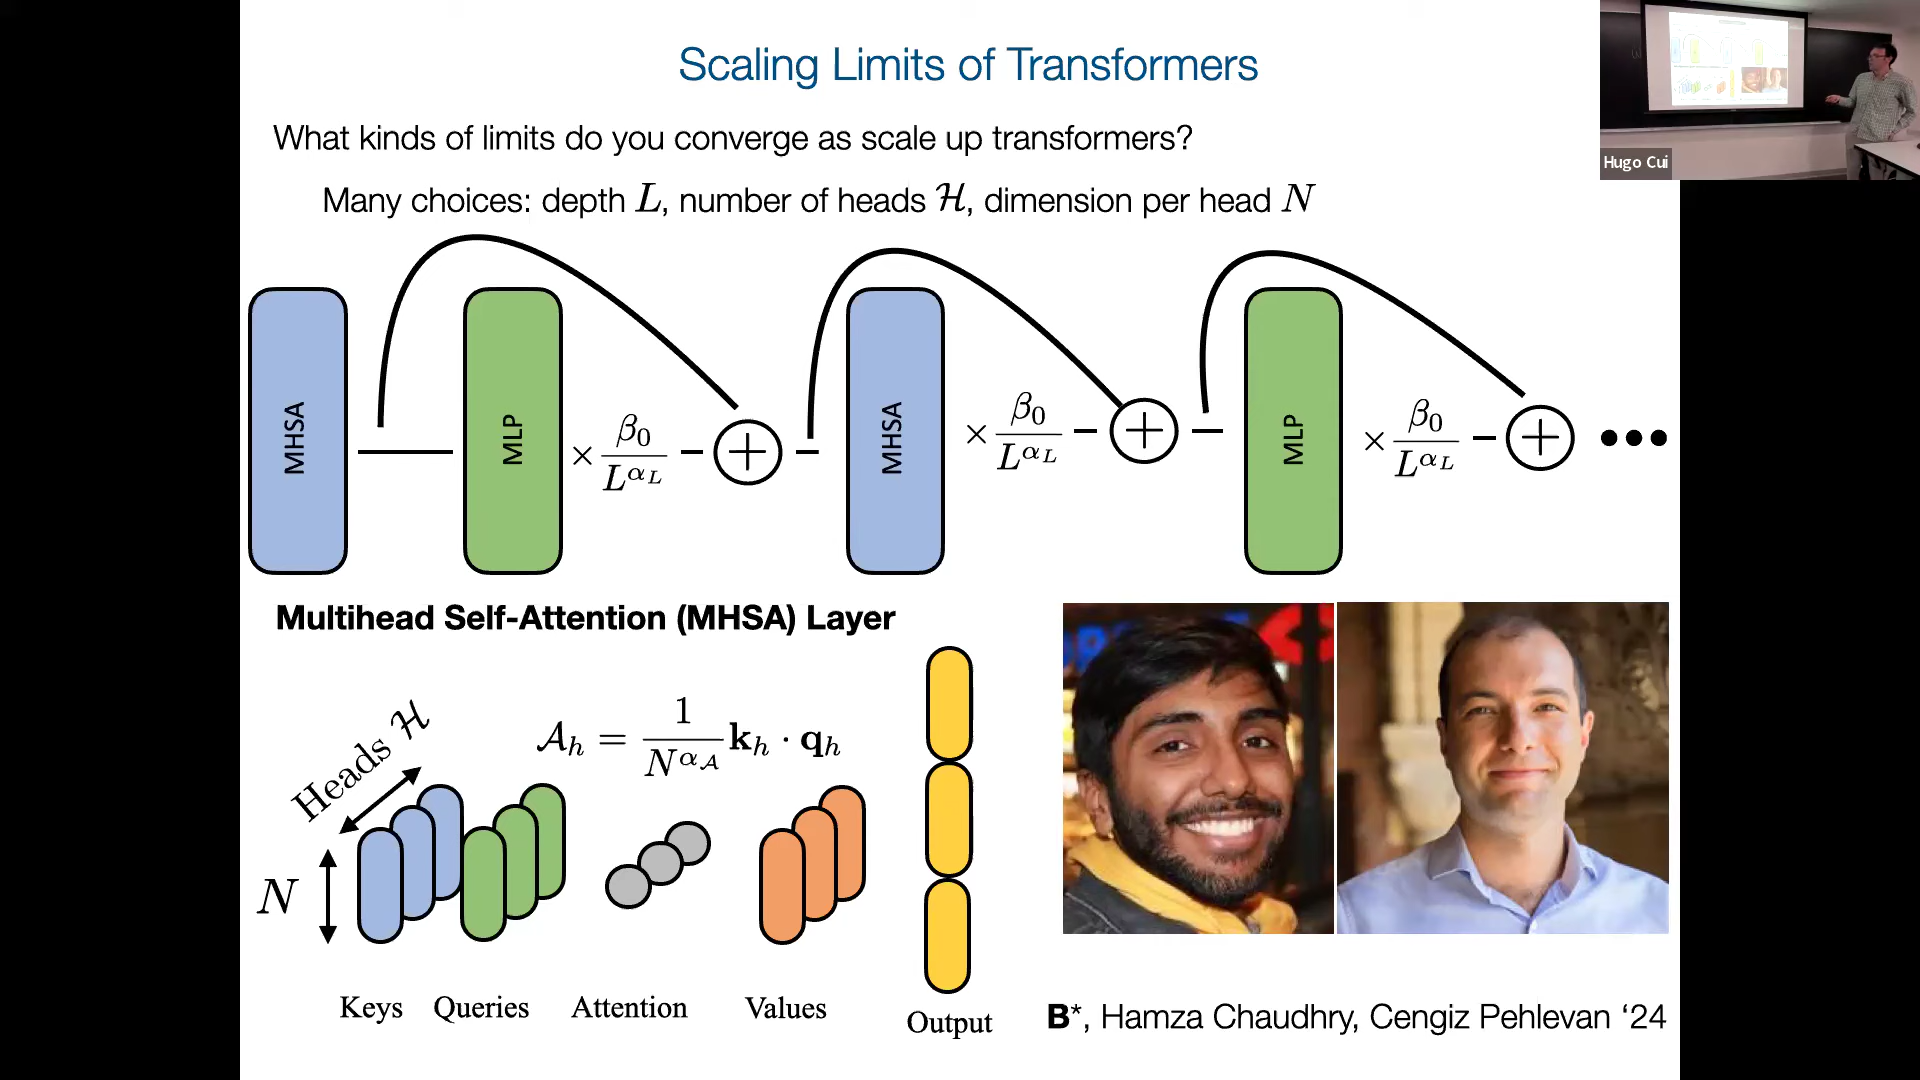 Scaling Limits of Transformers
What kinds of limits do you converge as scale up transformers?
Many choices: depth L, number of heads ℋ, dimension per head N
Hugo Cui
MHSA
MLP
× β₀ / L^{α_L}
+
MHSA
× β₀ / L^{α_L}
+
MLP
× β₀ / L^{α_L}
+
•••
Multihead Self-Attention (MHSA) Layer
Heads ℋ
𝒜_h = 1 / N^{α_𝒜} k_h · q_h
N
Keys Queries Attention Values Output
B*, Hamza Chaudhry, Cengiz Pehlevan ‘24